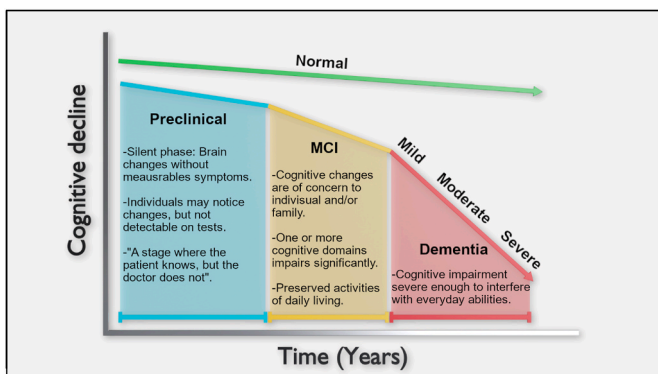 Normal
Cognitive decline
Preclinical
-Silent phase: Brain
changes without
meausrables symptoms.
-Individuals may notice
changes, but not
detectable on tests.
-"A stage where the
patient knows, but the
doctor does not".
MCI
-Cognitive changes
are of concern to
indivisual and/or
family.
-One or more
cognitive domains
impairs significantly.
-Preserved activities
of daily living.
Mild
Moderate
Severe
Dementia
-Cognitive impairment
severe enough to interfere
with everyday abilities.
Time (Years)